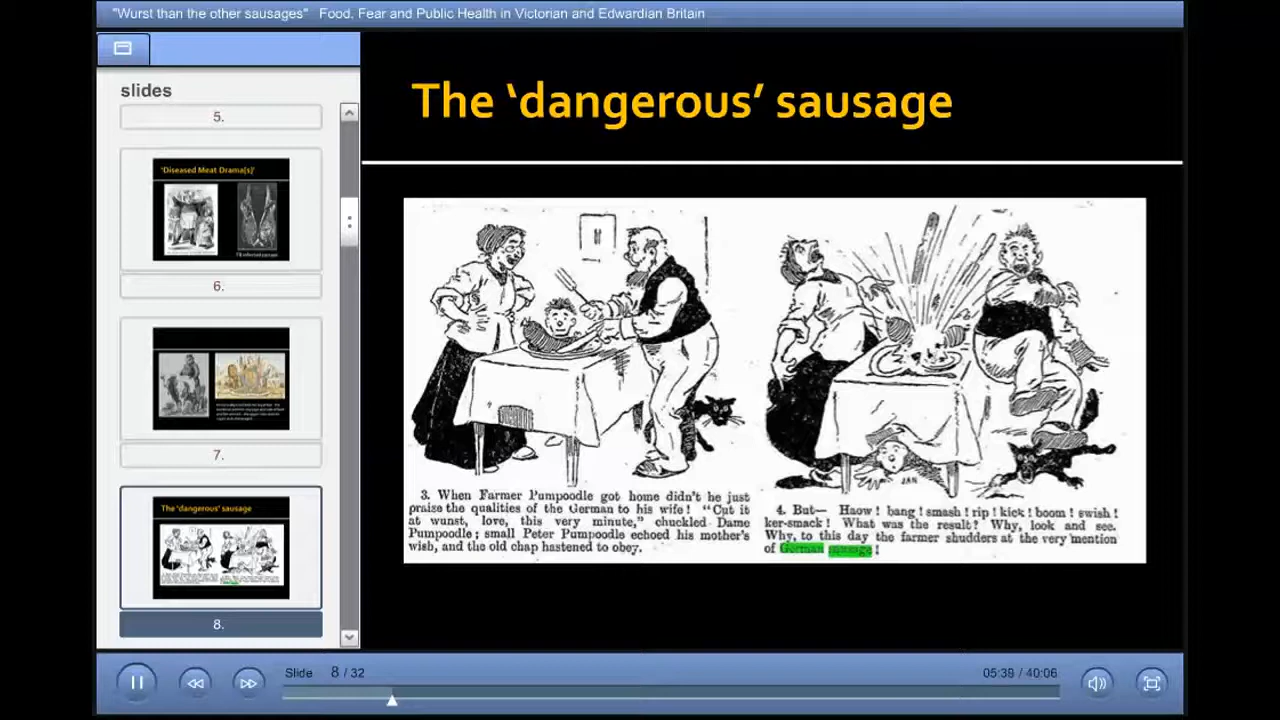 "Wurst than the other sausages" Food, Fear and Public Health in Victorian and Edwardian Britain
slides
5.
'Diseased Meat Drama(s)'
6.
7.
The 'dangerous' sausage
8.
The ‘dangerous’ sausage
3. When Farmer Pumpoodle got home didn't he just
praise the qualities of the German to his wife! "Cut it
at wunst, love, this very minute," chuckled Dame
Pumpoodle; small Peter Pumpoodle echoed his mother's
wish, and the old chap hastened to obey.
JAN
4. But— Haow! bang! smash! rip! kick! boom! swish!
ker-smack! What was the result? Why, look and see.
Why, to this day the farmer shudders at the very mention
of German sausage!
Slide 8 / 32
05:39 / 40:06